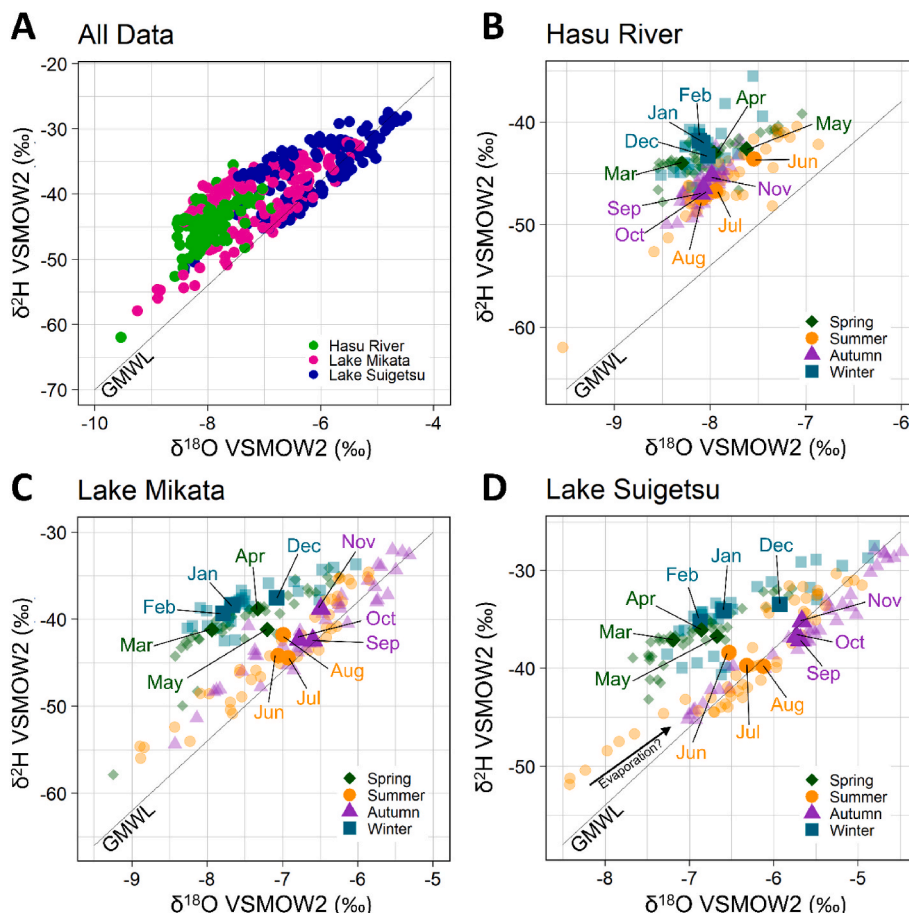 A
All Data
-20
-30
-40
-50
-60
-70
δ²H VSMOW2 (‰)
GMWL
Hasu River
Lake Mikata
Lake Suigetsu
-10
-8
-6
-4
δ¹⁸O VSMOW2 (‰)
B
Hasu River
-40
-50
-60
δ²H VSMOW2 (‰)
Feb
Apr
Jan
May
Dec
Jun
Mar
Nov
Sep
Oct
Jul
Aug
GMWL
Spring
Summer
Autumn
Winter
-9
-8
-7
-6
δ¹⁸O VSMOW2 (‰)
C
Lake Mikata
-30
-40
-50
-60
δ²H VSMOW2 (‰)
Nov
Dec
Apr
Jan
Feb
Oct
Mar
Sep
May
Aug
Jun
Jul
GMWL
Spring
Summer
Autumn
Winter
-9
-8
-7
-6
-5
δ¹⁸O VSMOW2 (‰)
D
Lake Suigetsu
-30
-40
-50
δ²H VSMOW2 (‰)
Dec
Jan
Feb
Apr
Nov
Mar
Oct
May
Sep
Aug
Jul
Jun
Evaporation?
GMWL
Spring
Summer
Autumn
Winter
-8
-7
-6
-5
δ¹⁸O VSMOW2 (‰)